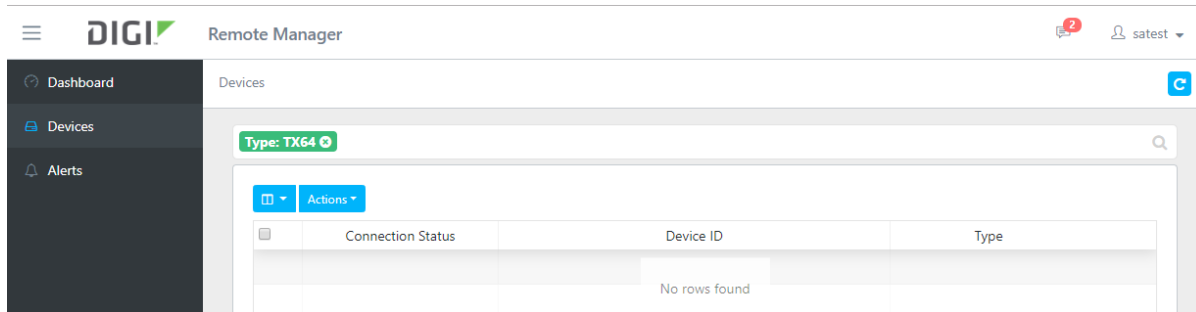 DIGI Remote Manager 2 satest
Dashboard
Devices
Devices
Type: TX64
Alerts
Actions
Connection Status Device ID Type
No rows found